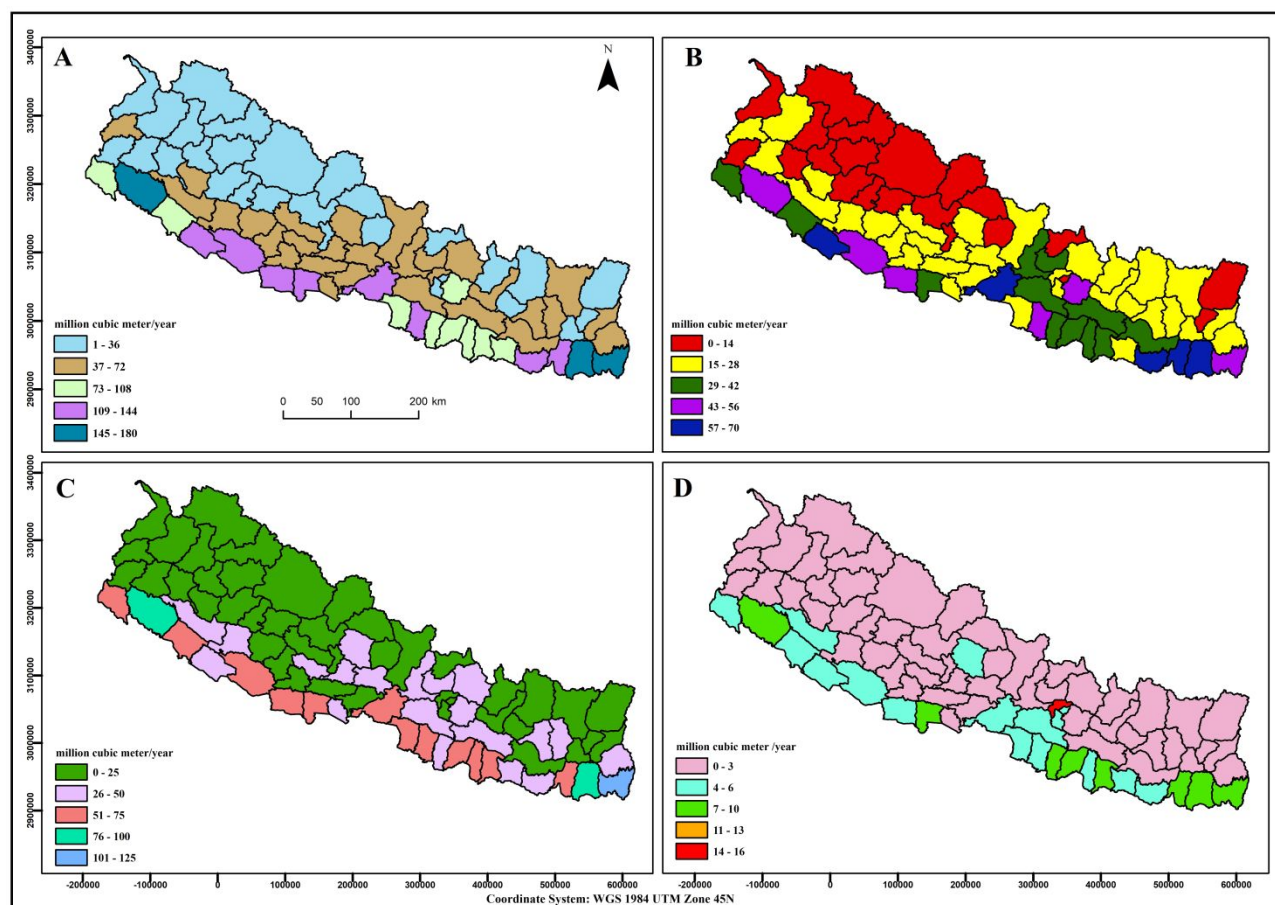 A
N
3400000
3300000
3200000
3100000
3000000
2900000
million cubic meter/year
1 - 36
37 - 72
73 - 108
109 - 144
145 - 180
0 50 100 200 km
B
million cubic meter/year
0 - 14
15 - 28
29 - 42
43 - 56
57 - 70
C
3400000
3300000
3200000
3100000
3000000
2900000
million cubic meter/year
0 - 25
26 - 50
51 - 75
76 - 100
101 - 125
D
million cubic meter /year
0 - 3
4 - 6
7 - 10
11 - 13
14 - 16
-200000 -100000 0 100000 200000 300000 400000 500000 600000
-200000 -100000 0 100000 200000 300000 400000 500000 600000
Coordinate System: WGS 1984 UTM Zone 45N